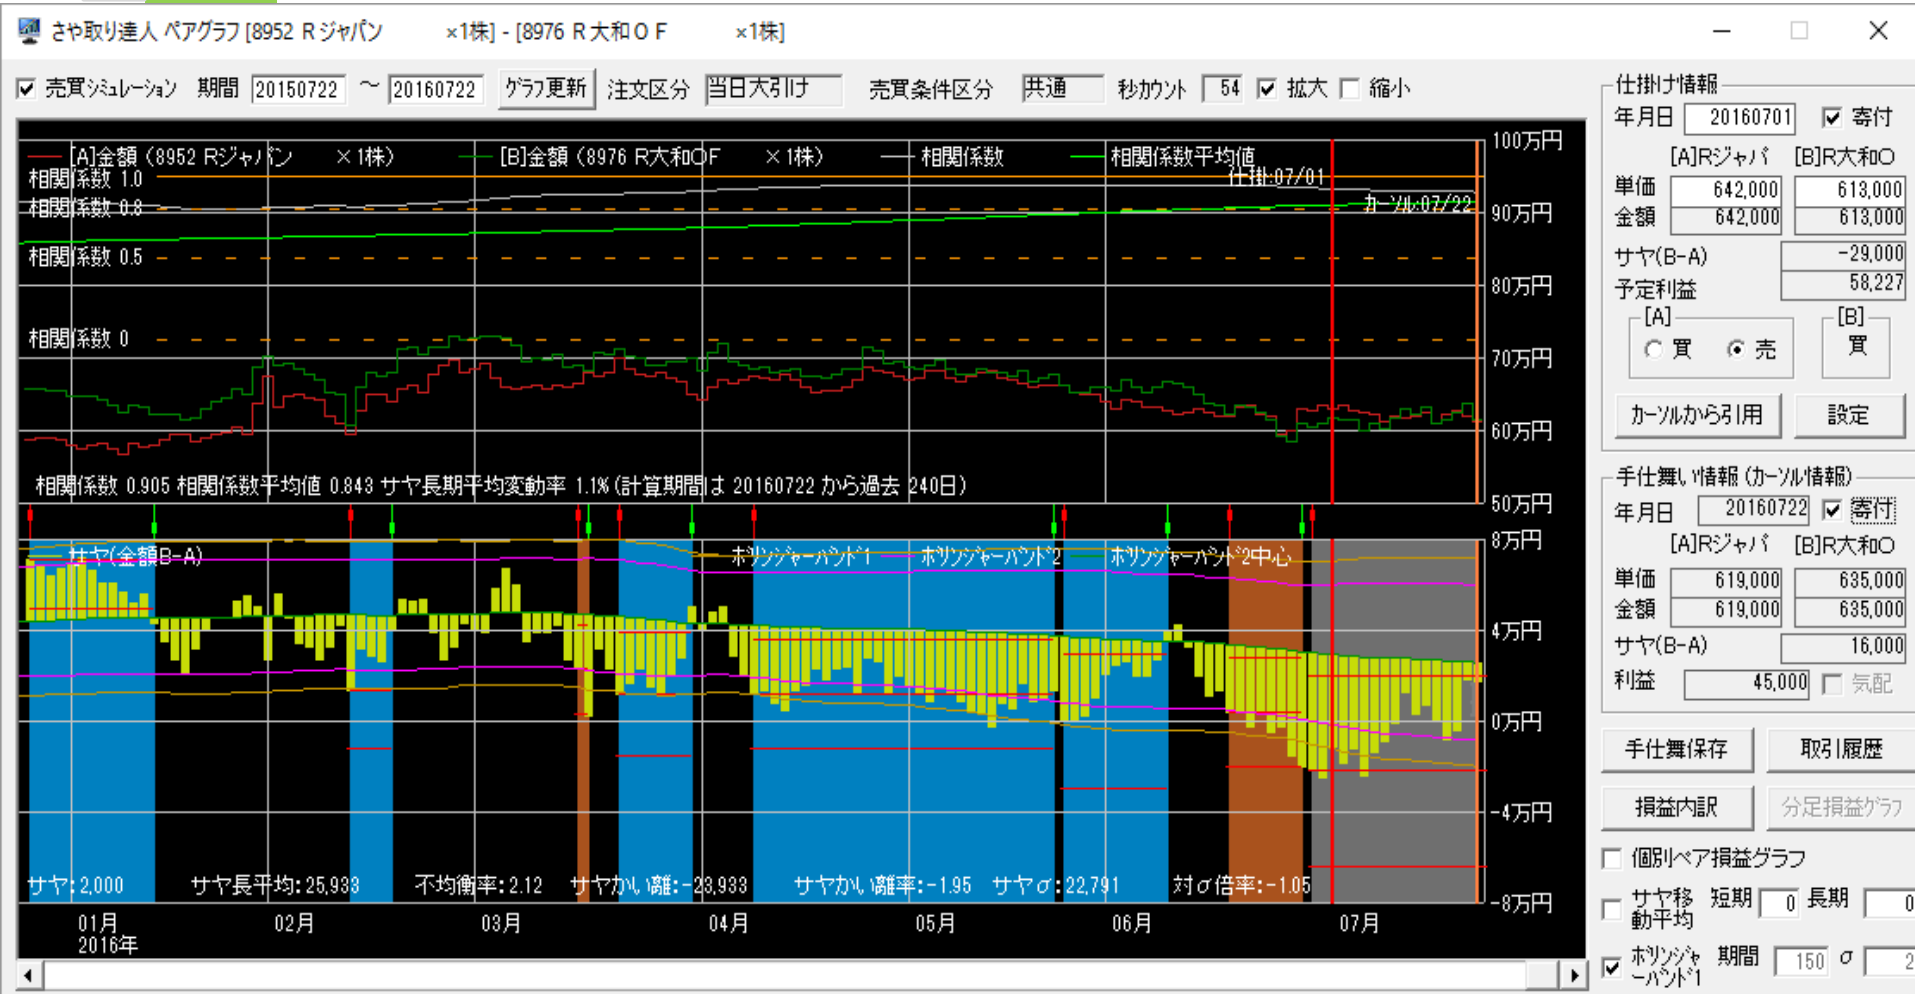 さや取り達人 ペアグラフ [8952 Rジャパン ×1株] - [8976 R大和OF ×1株]
売買シミュレーション 期間 20150722 ～ 20160722 グラフ更新 注文区分 当日大引け 売買条件区分 共通 秒カウント 54 拡大 縮小
[A]金額 (8952 Rジャパン ×1株) [B]金額 (8976 R大和OF ×1株) 相関係数 相関係数平均値
相関係数 1.0
仕掛:07/01
相関係数 0.8
カーソル:07/22
相関係数 0.5
相関係数 0
相関係数 0.905 相関係数平均値 0.843 サヤ長期平均変動率 1.1% (計算期間は 20160722 から過去 240日)
100万円
90万円
80万円
70万円
60万円
50万円
サヤ(金額B-A) ボリンジャーバンド1 ボリンジャーバンド2 ボリンジャーバンド2中心
8万円
4万円
0万円
-4万円
-8万円
サヤ:2,000 サヤ長平均:25,933 不均衡率:2.12 サヤかい離:-23,933 サヤかい離率:-1.95 サヤσ:22,791 対σ倍率:-1.05
01月 02月 03月 04月 05月 06月 07月
2016年
仕掛け情報
年月日 20160701 寄付
[A]Rジャパ [B]R大和O
単価 642,000 613,000
金額 642,000 613,000
サヤ(B-A) -29,000
予定利益 58,227
[A] [B]
買 売 買
カーソルから引用 設定
手仕舞い情報 (カーソル情報)
年月日 20160722 寄付
[A]Rジャパ [B]R大和O
単価 619,000 635,000
金額 619,000 635,000
サヤ(B-A) 16,000
利益 45,000 気配
手仕舞保存 取引履歴
損益内訳 分足損益グラフ
個別ペア損益グラフ
サヤ移動平均 短期 0 長期 0
ボリンジャーバンド1 期間 150 σ 2